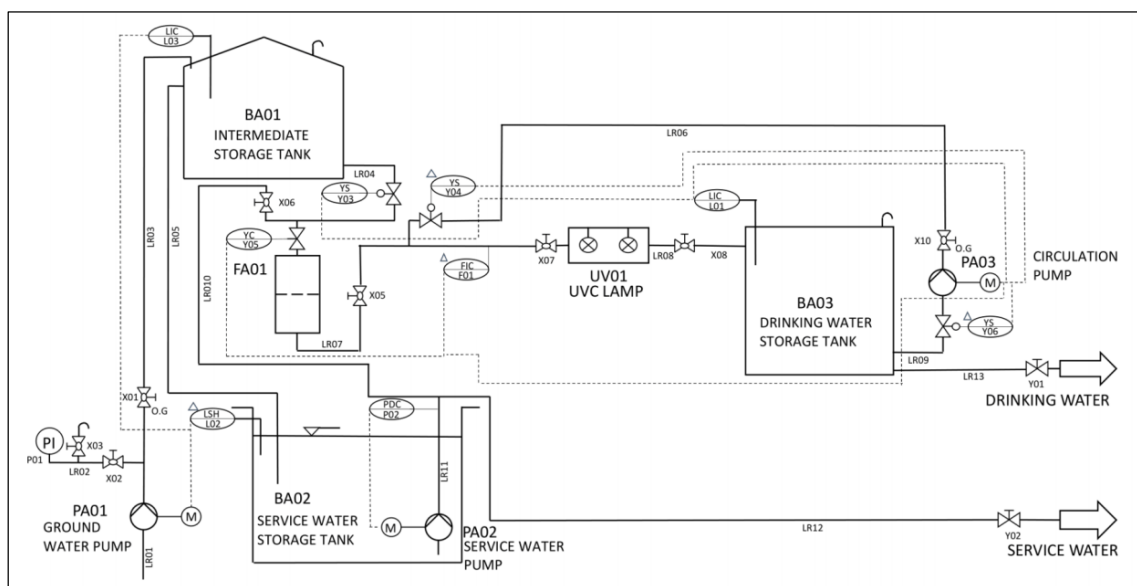 LIC
L03
BA01
INTERMEDIATE
STORAGE TANK
LR04
LR06
X06
YS
Y03
YS
Y04
LIC
L01
LR03
LR05
LR010
YC
Y05
FA01
FIC
F01
X07
LR08
X08
UV01
UVC LAMP
X05
LR07
X10
O.G
PA03
CIRCULATION
PUMP
M
BA03
DRINKING WATER
STORAGE TANK
YS
Y06
LR09
LR13
Y01
DRINKING WATER
X01
O.G
LSH
L02
PDC
P02
PI
P01
X03
LR02
X02
LR11
PA01
GROUND
WATER PUMP
M
LR01
BA02
SERVICE WATER
STORAGE TANK
M
PA02
SERVICE WATER
PUMP
LR12
Y02
SERVICE WATER